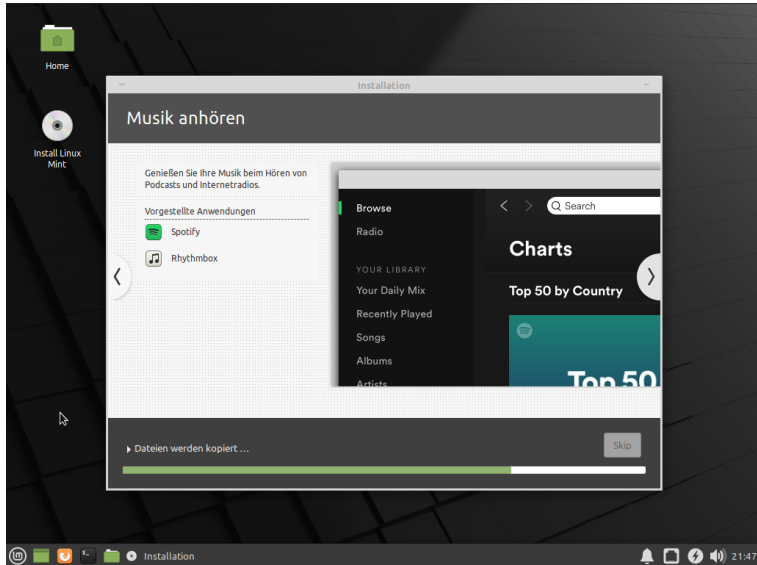 Home
Install Linux
Mint
Installation
Musik anhören
Genießen Sie Ihre Musik beim Hören von
Podcasts und Internetradios.
Vorgestellte Anwendungen
Spotify
Rhythmbox
Browse
Radio
YOUR LIBRARY
Your Daily Mix
Recently Played
Songs
Albums
Artists
Search
Charts
Top 50 by Country
Top 50
Dateien werden kopiert …
Skip
Installation
21:47